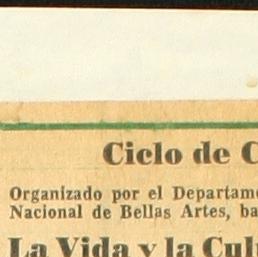 Ciclo de C
Organizado por el Departame
Nacional de Bellas Artes, ba
La Vida y la Cul